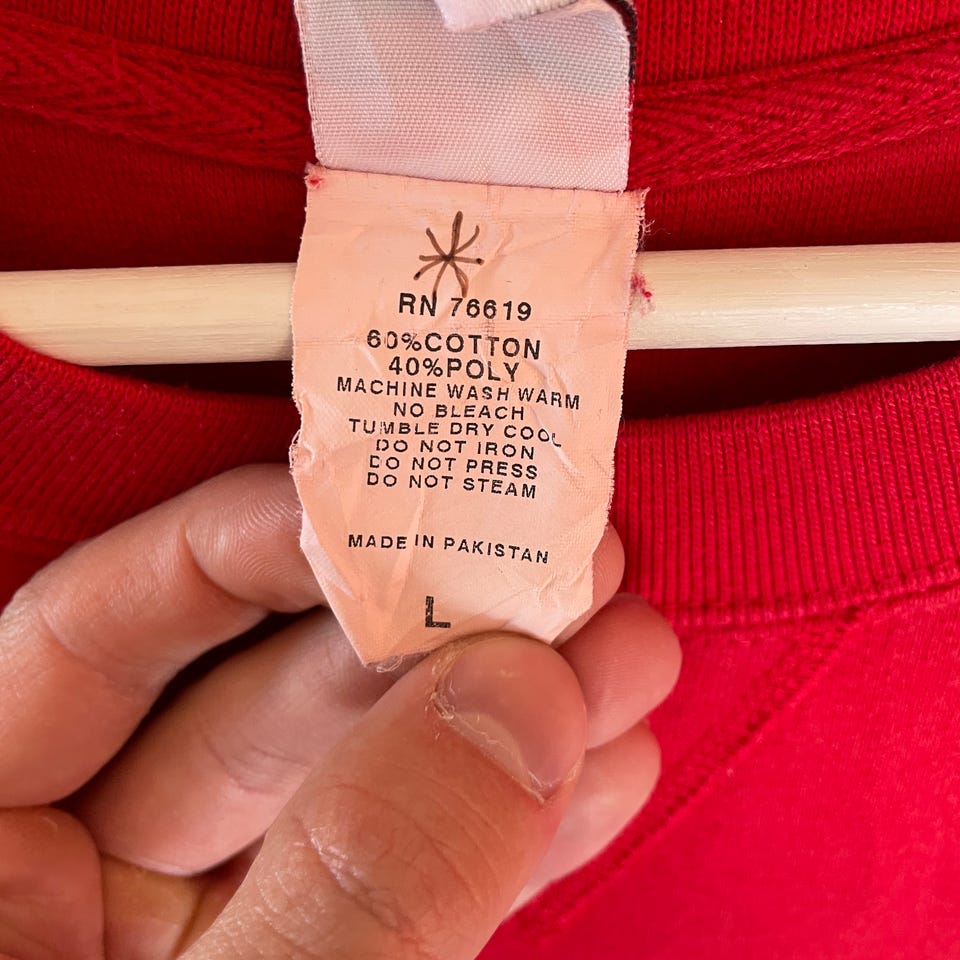 RN 76619
60%COTTON
40%POLY
MACHINE WASH WARM
NO BLEACH
TUMBLE DRY COOL
DO NOT IRON
DO NOT PRESS
DO NOT STEAM
MADE IN PAKISTAN
L